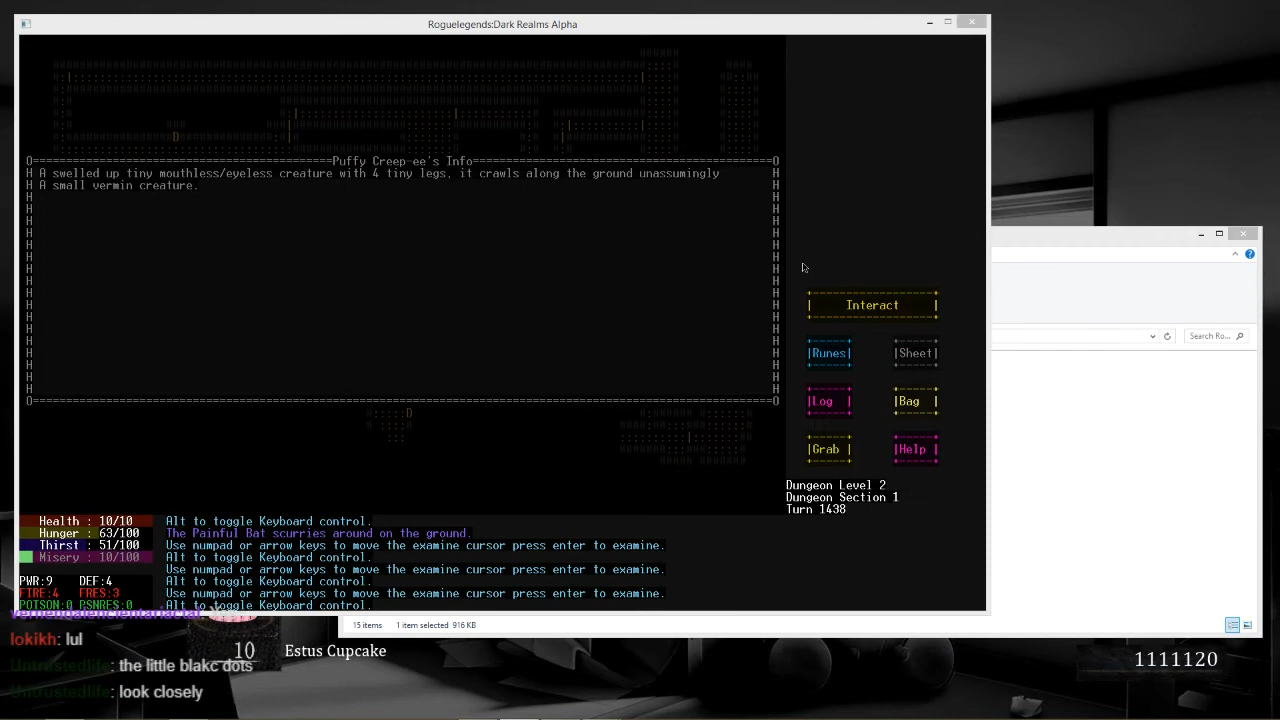 Roguelegends:Dark Realms Alpha
Puffy Creep-ee's Info
A swelled up tiny mouthless/eyeless creature with 4 tiny legs, it crawls along the ground unassumingly
A small vermin creature.
Interact
Runes
Sheet
Log
Bag
Grab
Help
Dungeon Level 2
Dungeon Section 1
Turn 1438
Search Ro...
Health : 10/10
Hunger : 63/100
Thirst : 51/100
Misery : 10/100
PWR:9 DEF:4
FIRE:4 FRES:3
POISON:0 PSNRES:0
Alt to toggle Keyboard control.
The Painful Bat scurries around on the ground.
Use numpad or arrow keys to move the examine cursor press enter to examine.
Alt to toggle Keyboard control.
Use numpad or arrow keys to move the examine cursor press enter to examine.
Alt to toggle Keyboard control.
Use numpad or arrow keys to move the examine cursor press enter to examine.
Alt to toggle Keyboard control.
15 items 1 item selected 916 KB
lokikh: lul
Untrustedlife: the little blakc dots
Untrustedlife: look closely
10 Estus Cupcake
1111120